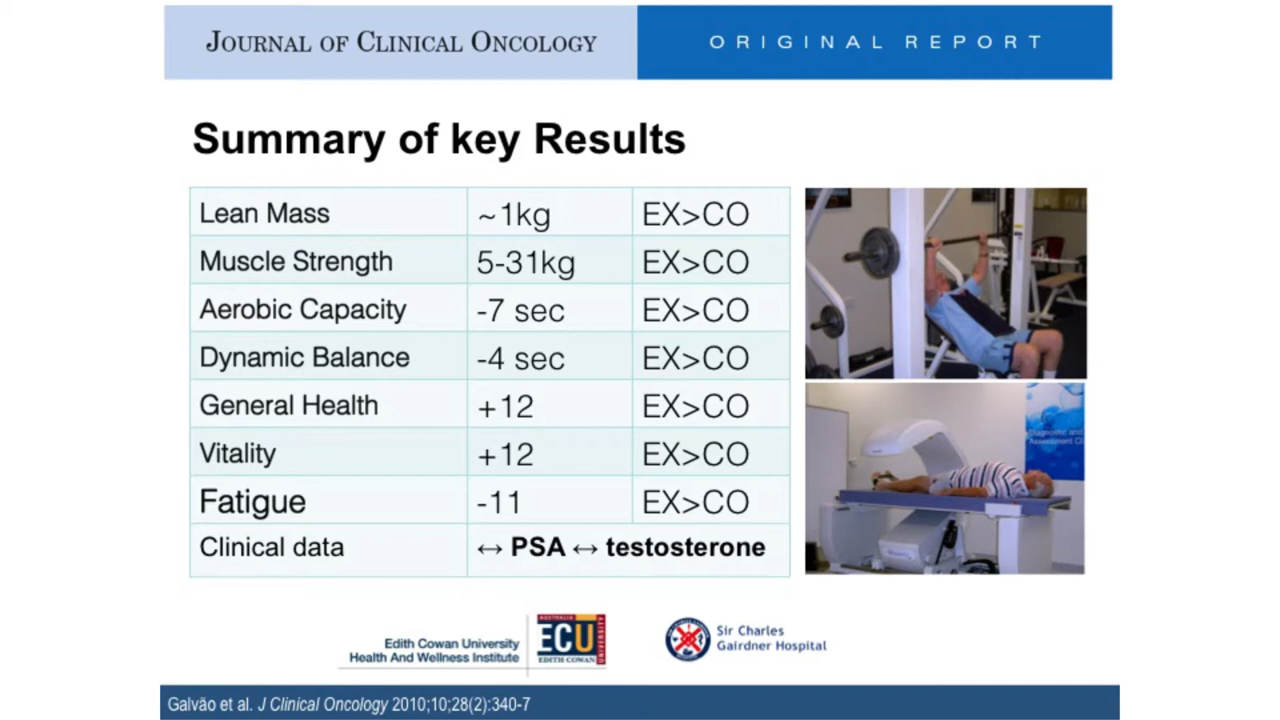 JOURNAL OF CLINICAL ONCOLOGY
ORIGINAL REPORT
Summary of key Results
Lean Mass ~1kg EX>CO
Muscle Strength 5-31kg EX>CO
Aerobic Capacity -7 sec EX>CO
Dynamic Balance -4 sec EX>CO
General Health +12 EX>CO
Vitality +12 EX>CO
Fatigue -11 EX>CO
Clinical data ↔ PSA ↔ testosterone
Diagnostic and
Assessment
Edith Cowan University
Health And Wellness Institute
AUSTRALIA
ECU
EDITH COWAN
UNIVERSITY
Sir Charles
Gairdner Hospital
Galvão et al. J Clinical Oncology 2010;10;28(2):340-7